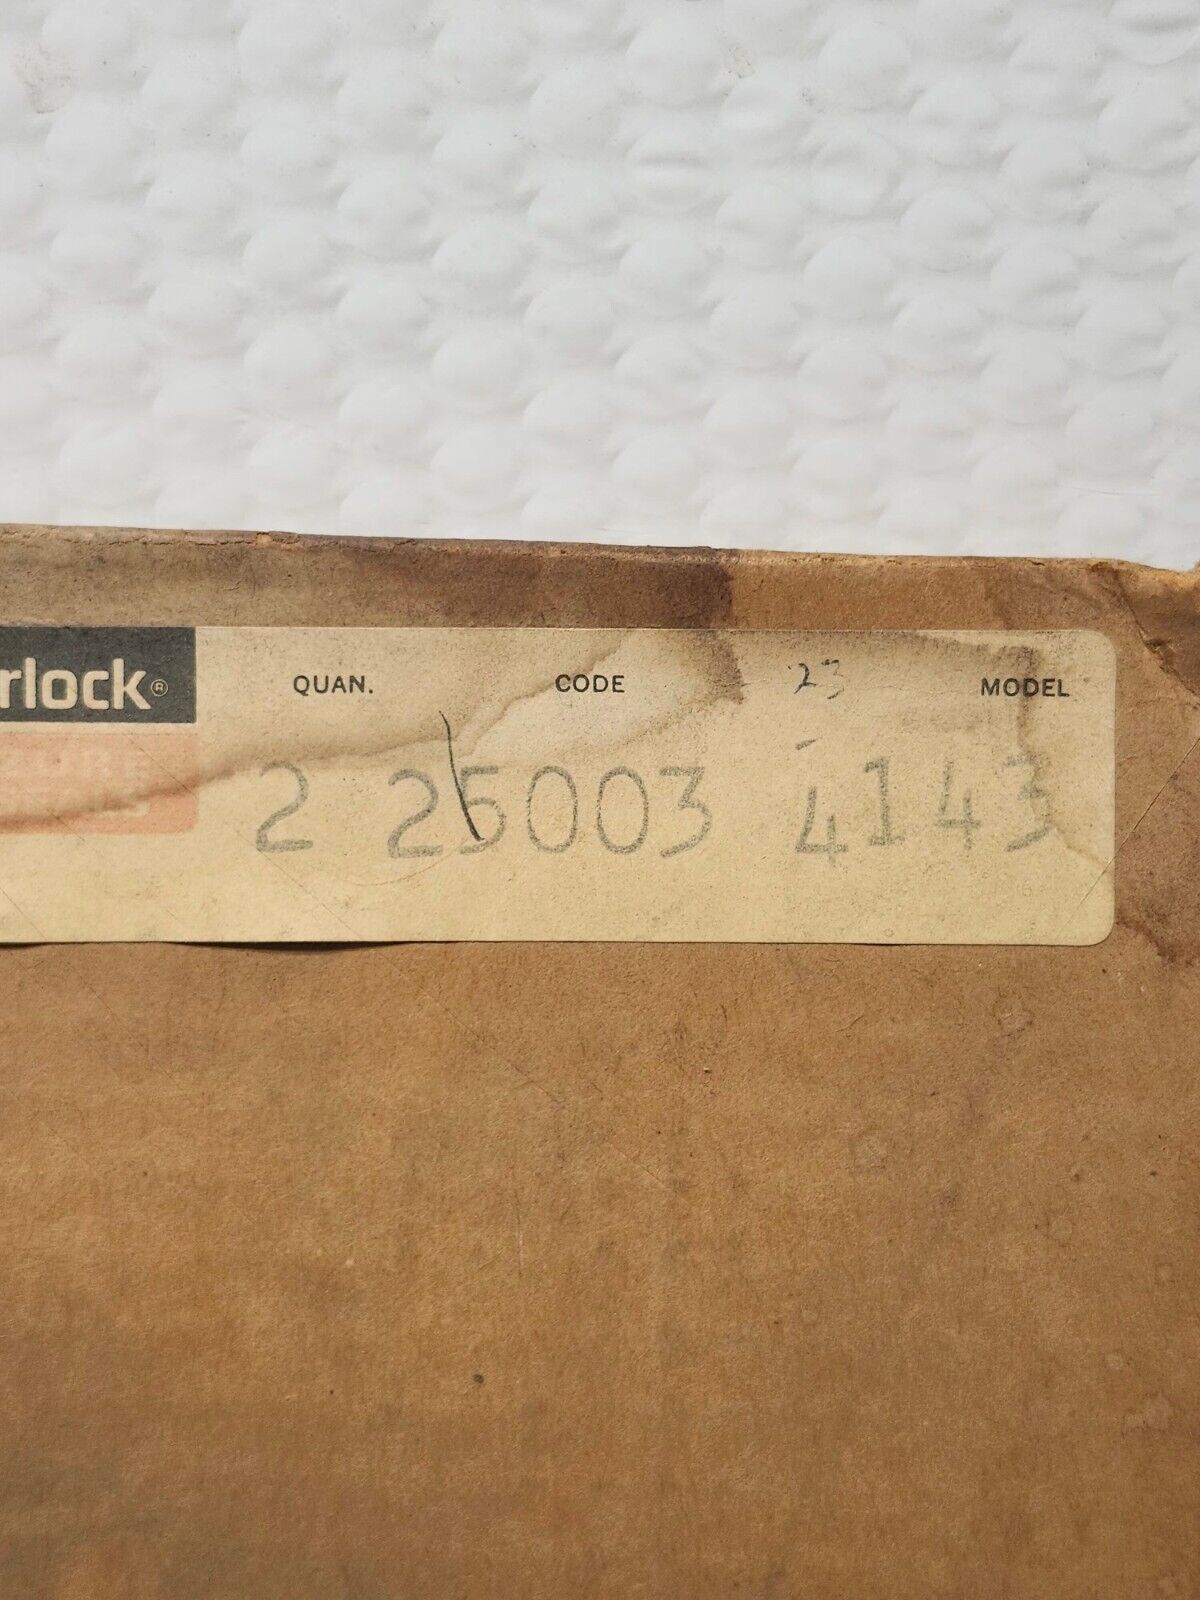 rlock®
QUAN. CODE 23 MODEL
2 25003 4143